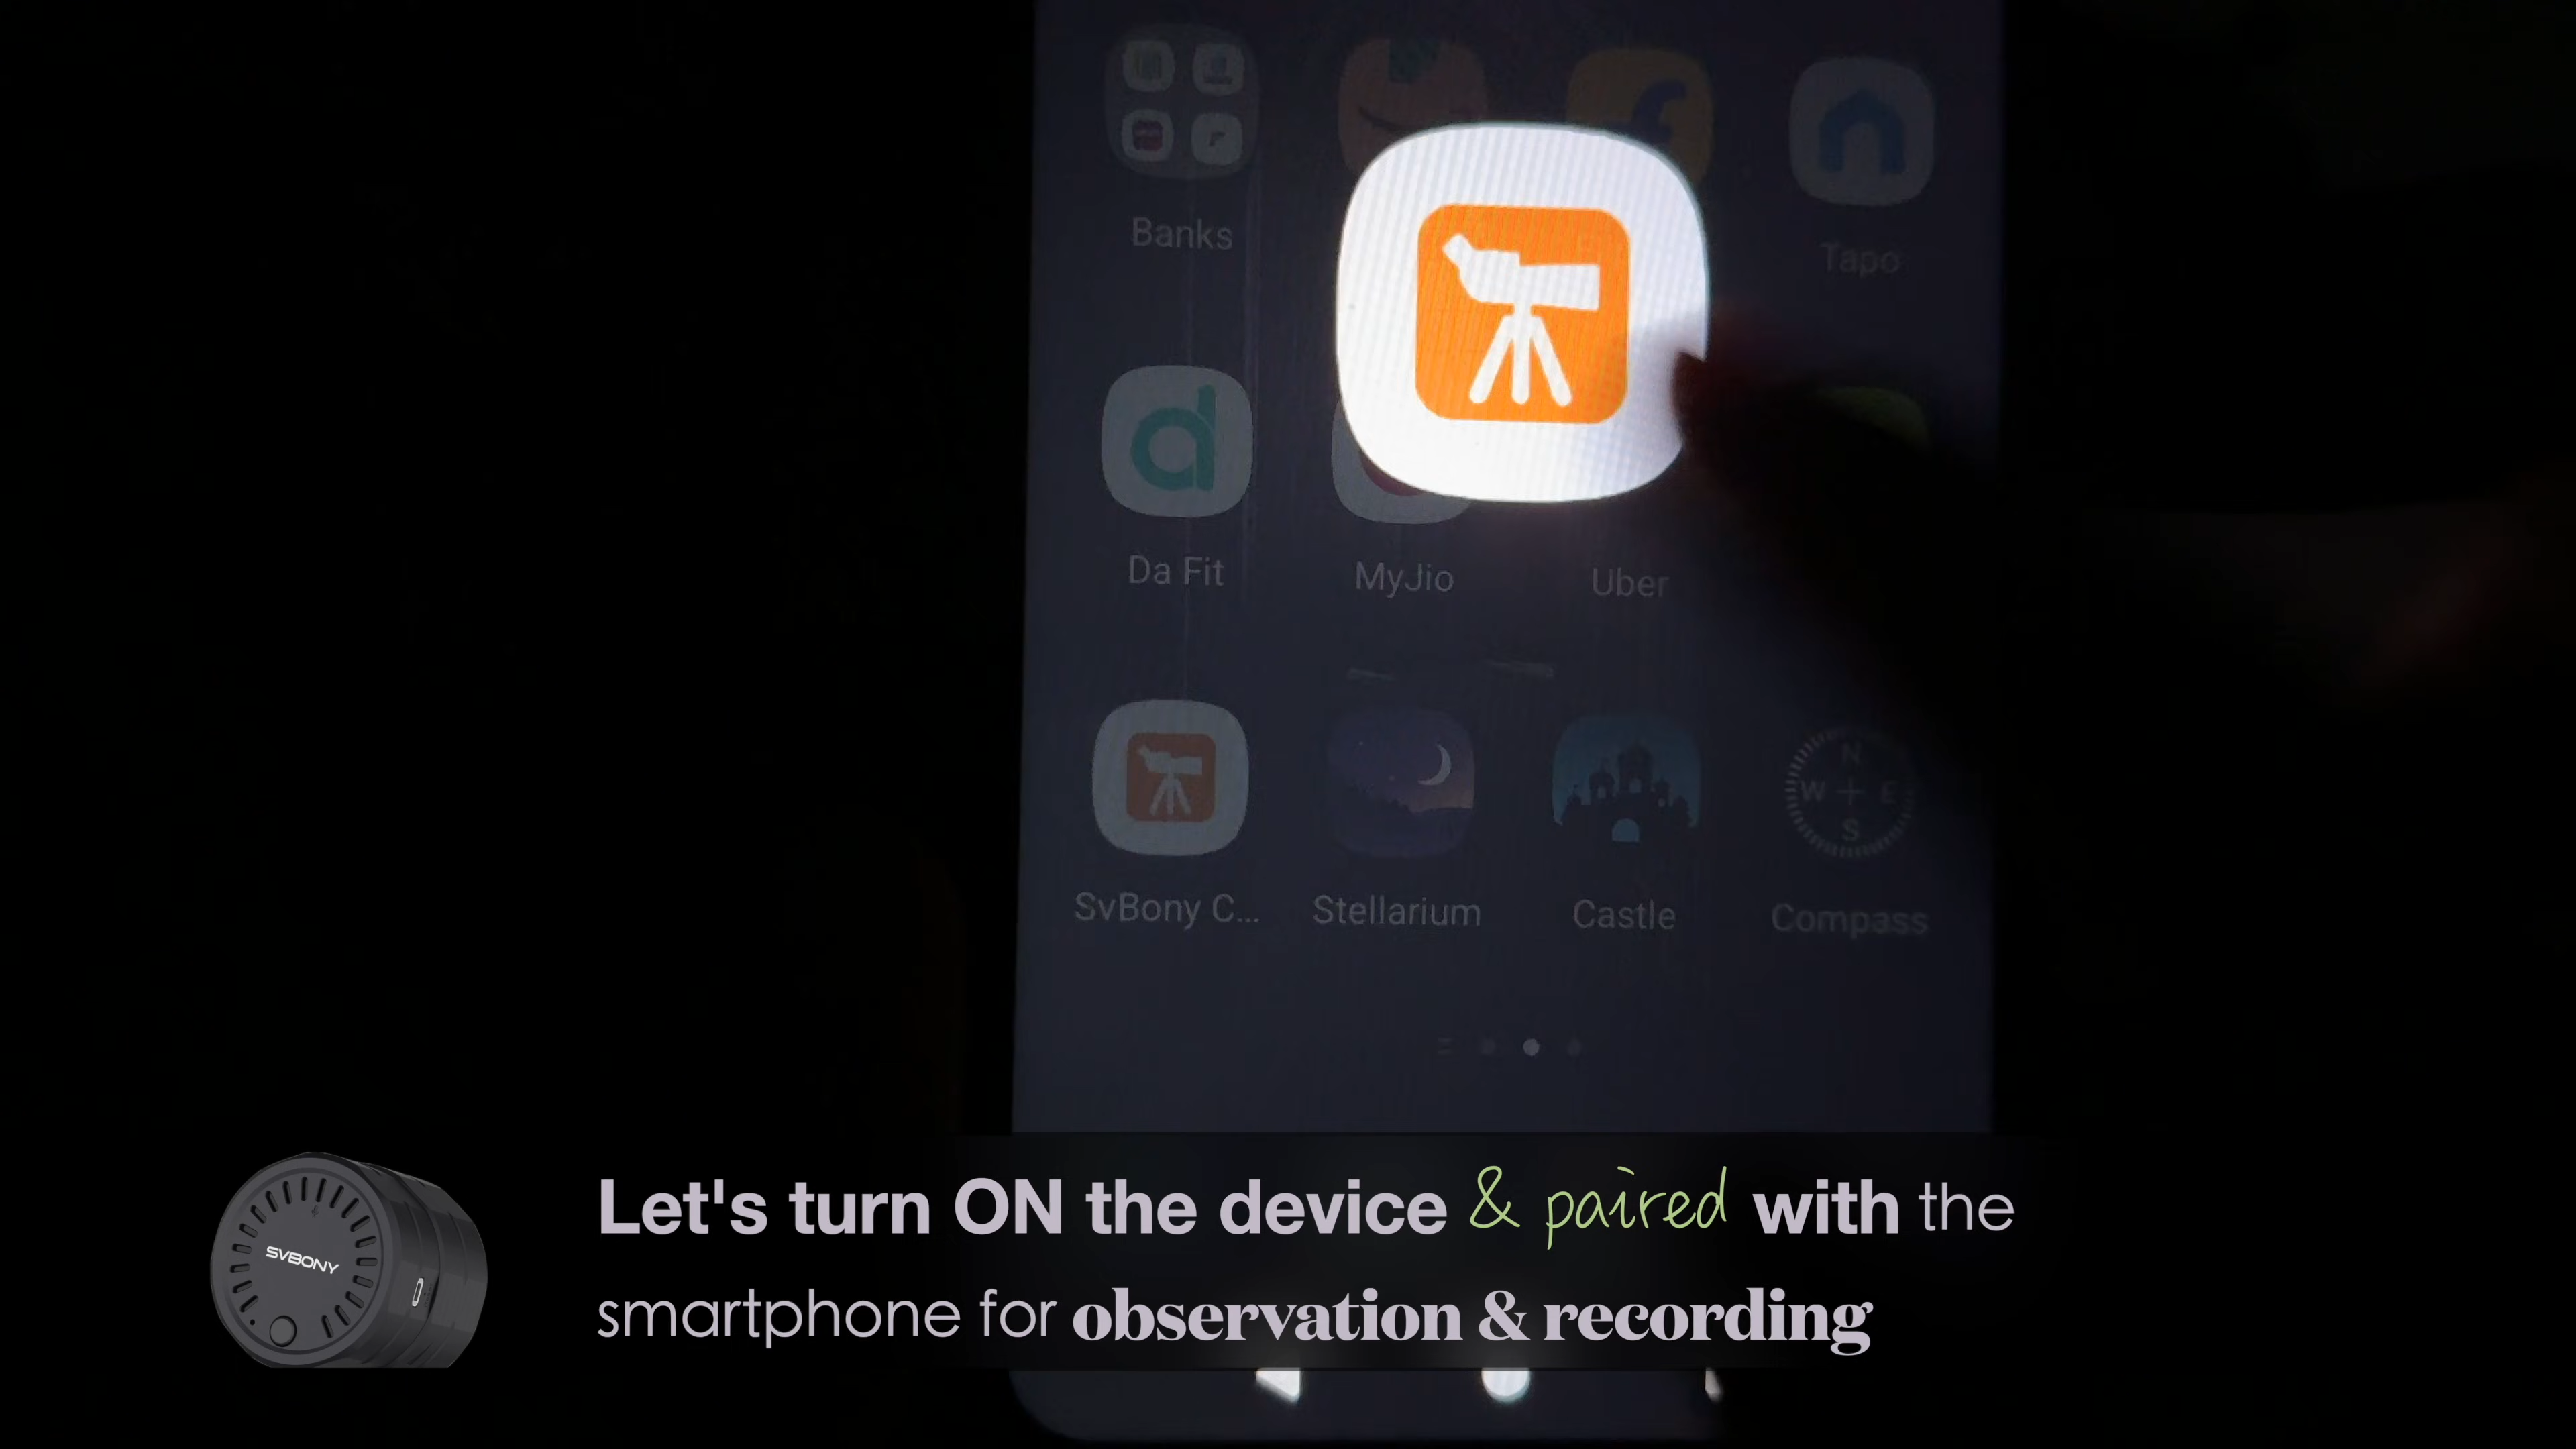 Banks
Tapo
Da Fit
MyJio
Uber
SvBony C...
Stellarium
Castle
N
W E
S
Compass
SVBONY
Let's turn ON the device & paired with the
smartphone for observation & recording